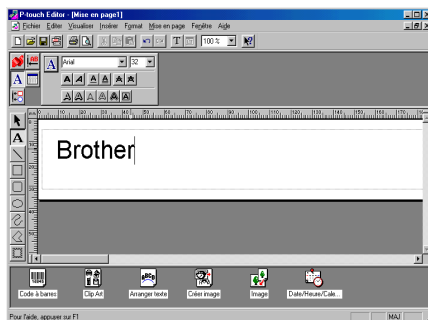 P-touch Editor - [Mise en page1]
Fichier Editer Visualiser Insérer Format Mise en page Fenêtre Aide
100 %
Arial 32
Brother
Code à barres Clip Art Arranger texte Créer image Image Date/Heure/Cale...
Pour l'aide, appuyer sur F1 MAJ